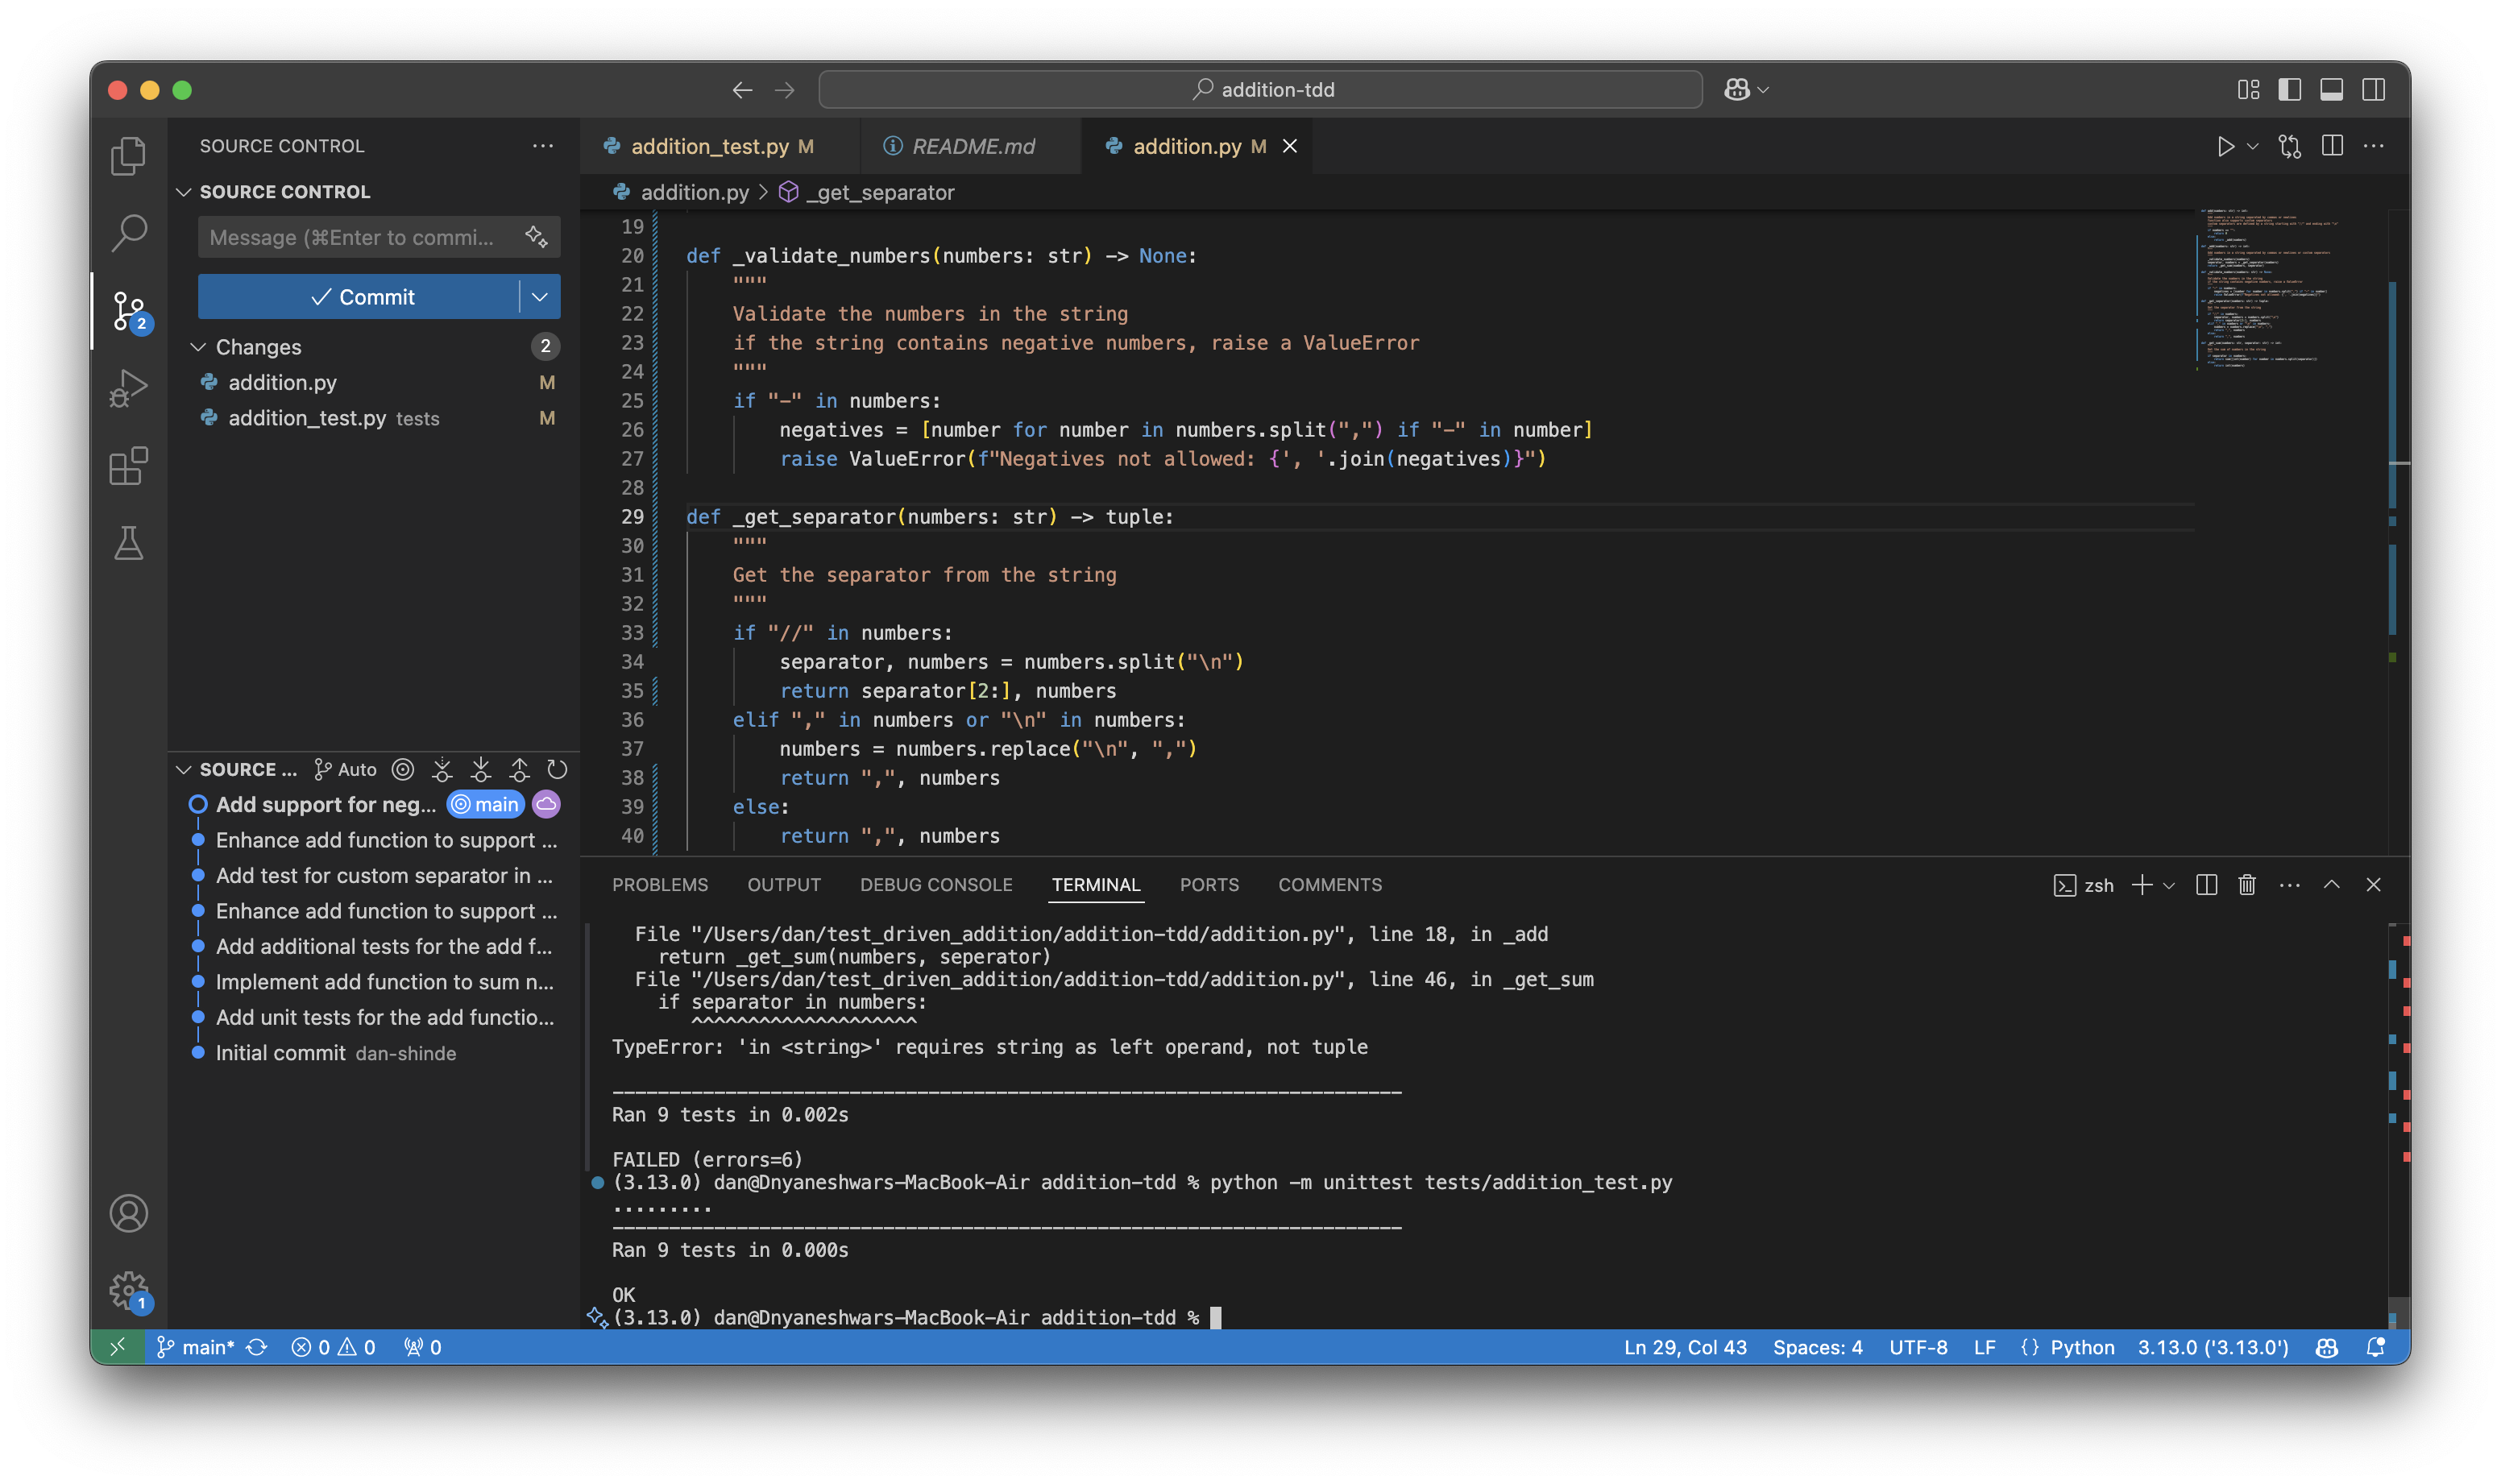 addition-tdd
SOURCE CONTROL
SOURCE CONTROL
Message (⌘Enter to commi...
Commit
Changes
2
addition.py
M
addition_test.py tests
M
2
1
SOURCE ...
Auto
Add support for neg...
main
Enhance add function to support ...
Add test for custom separator in ...
Enhance add function to support ...
Add additional tests for the add f...
Implement add function to sum n...
Add unit tests for the add functio...
Initial commit dan-shinde
addition_test.py M
README.md
addition.py M
addition.py > _get_separator
19
20 def _validate_numbers(numbers: str) -> None:
21 """
22 Validate the numbers in the string
23 if the string contains negative numbers, raise a ValueError
24 """
25 if "-" in numbers:
26 negatives = [number for number in numbers.split(",") if "-" in number]
27 raise ValueError(f"Negatives not allowed: {', '.join(negatives)}")
28
29 def _get_separator(numbers: str) -> tuple:
30 """
31 Get the separator from the string
32 """
33 if "//" in numbers:
34 separator, numbers = numbers.split("\n")
35 return separator[2:], numbers
36 elif "," in numbers or "\n" in numbers:
37 numbers = numbers.replace("\n", ",")
38 return ",", numbers
39 else:
40 return ",", numbers
PROBLEMS OUTPUT DEBUG CONSOLE TERMINAL PORTS COMMENTS
zsh
File "/Users/dan/test_driven_addition/addition-tdd/addition.py", line 18, in _add
return _get_sum(numbers, seperator)
File "/Users/dan/test_driven_addition/addition-tdd/addition.py", line 46, in _get_sum
if separator in numbers:
^^^^^^^^^^^^^^^^^^^^
TypeError: 'in <string>' requires string as left operand, not tuple
----------------------------------------------------------------------
Ran 9 tests in 0.002s
FAILED (errors=6)
(3.13.0) dan@Dnyaneshwars-MacBook-Air addition-tdd % python -m unittest tests/addition_test.py
.........
----------------------------------------------------------------------
Ran 9 tests in 0.000s
OK
(3.13.0) dan@Dnyaneshwars-MacBook-Air addition-tdd %
main* 0 0 0
Ln 29, Col 43 Spaces: 4 UTF-8 LF {} Python 3.13.0 ('3.13.0')